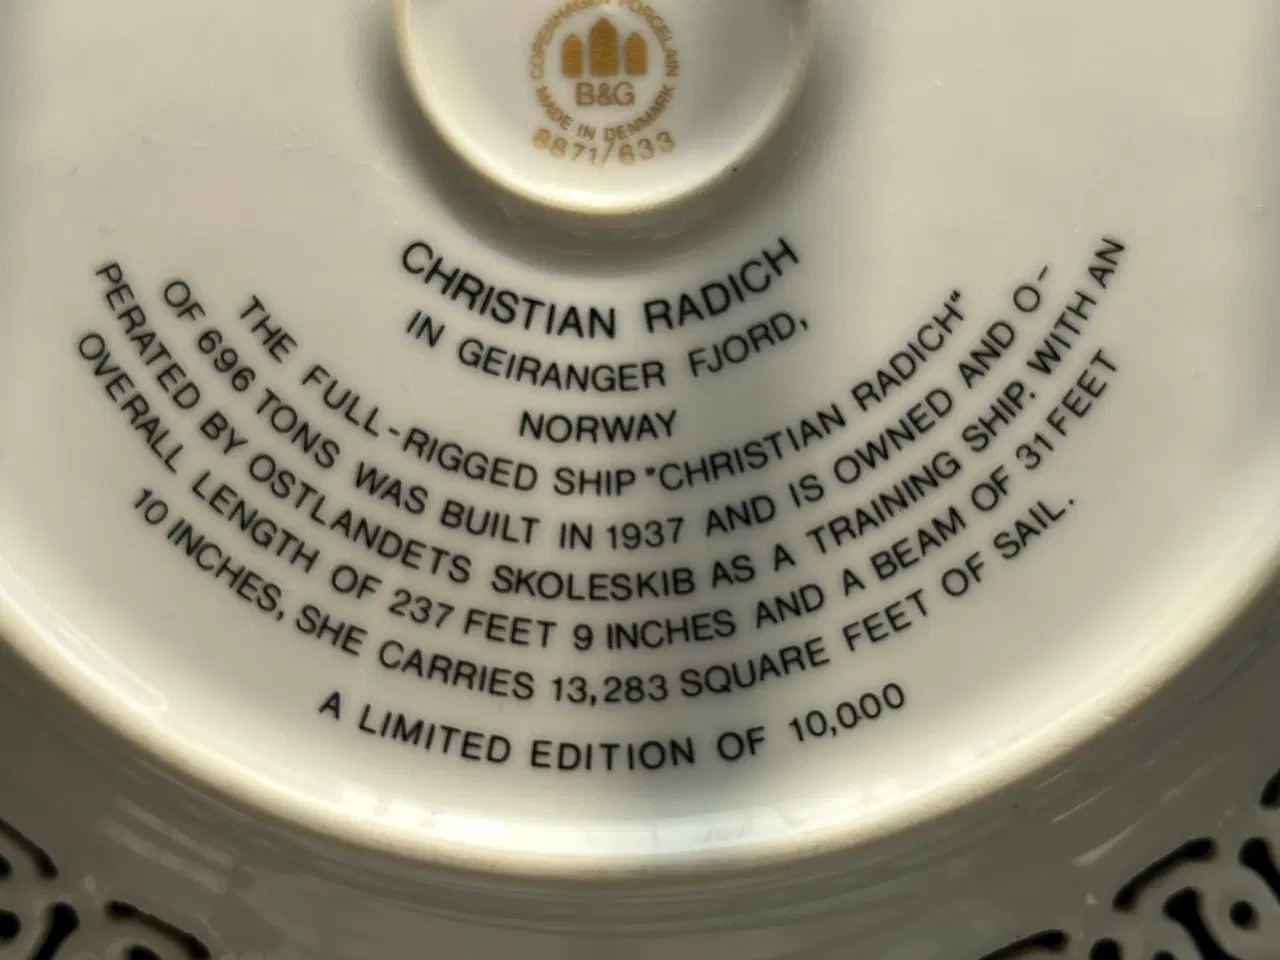 COPENHAGEN PORCELAIN
B&G
MADE IN DENMARK
8871/633
CHRISTIAN RADICH
IN GEIRANGER FJORD,
NORWAY
THE FULL-RIGGED SHIP "CHRISTIAN RADICH"
OF 696 TONS WAS BUILT IN 1937 AND IS OWNED AND O-
PERATED BY OSTLANDETS SKOLESKIB AS A TRAINING SHIP. WITH AN
OVERALL LENGTH OF 237 FEET 9 INCHES AND A BEAM OF 31 FEET
10 INCHES, SHE CARRIES 13,283 SQUARE FEET OF SAIL.
A LIMITED EDITION OF 10,000